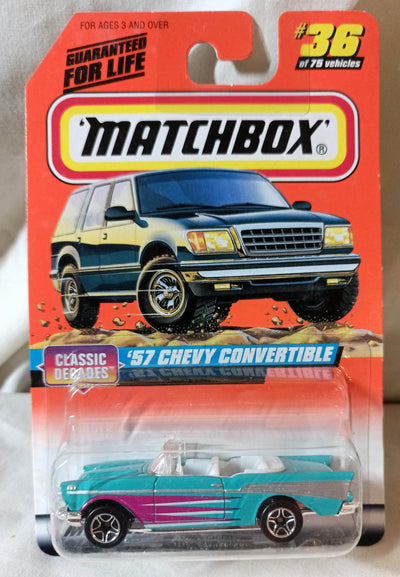 FOR AGES 3 AND OVER
GUARANTEED
FOR LIFE
#36
of 75 vehicles
'MATCHBOX'®
CLASSIC
DECADES
'57 CHEVY CONVERTIBLE